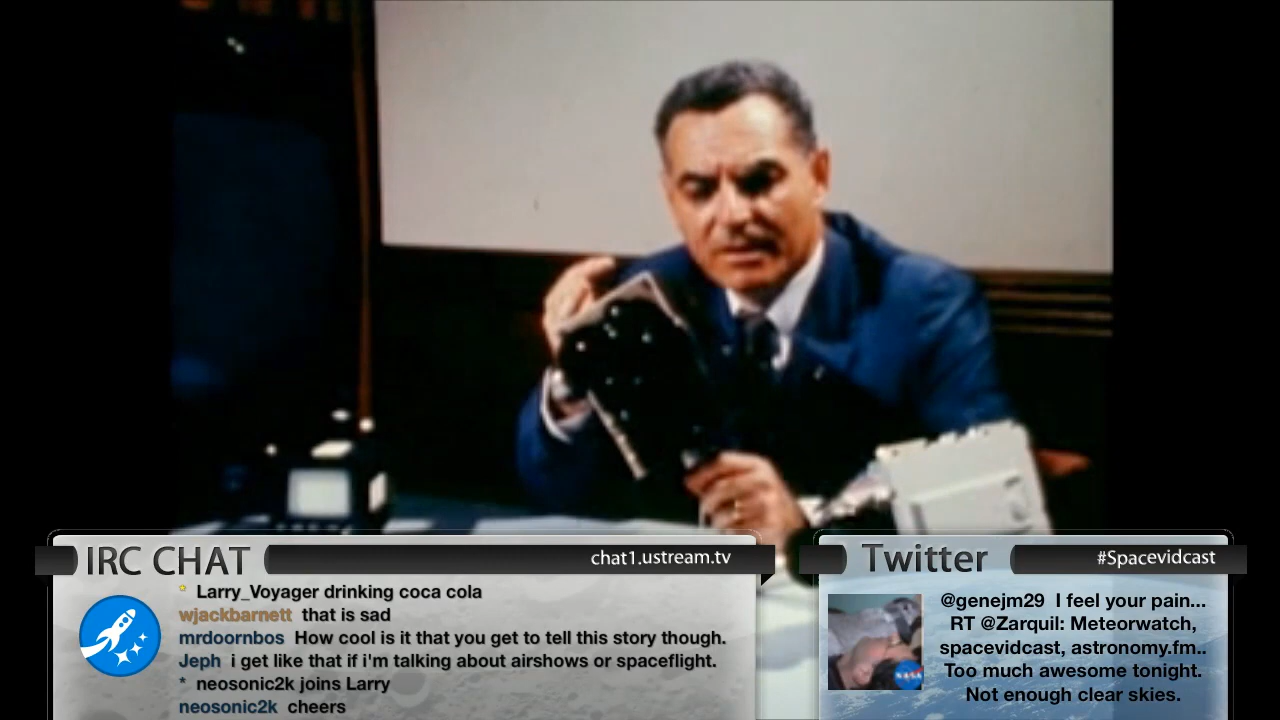 IRC CHAT
chat1.ustream.tv
* Larry_Voyager drinking coca cola
wjackbarnett that is sad
mrdoornbos How cool is it that you get to tell this story though.
Jeph i get like that if i'm talking about airshows or spaceflight.
* neosonic2k joins Larry
neosonic2k cheers
Twitter
#Spacevidcast
@genejm29 I feel your pain...
RT @Zarquil: Meteorwatch,
spacevidcast, astronomy.fm..
Too much awesome tonight.
Not enough clear skies.
NASA